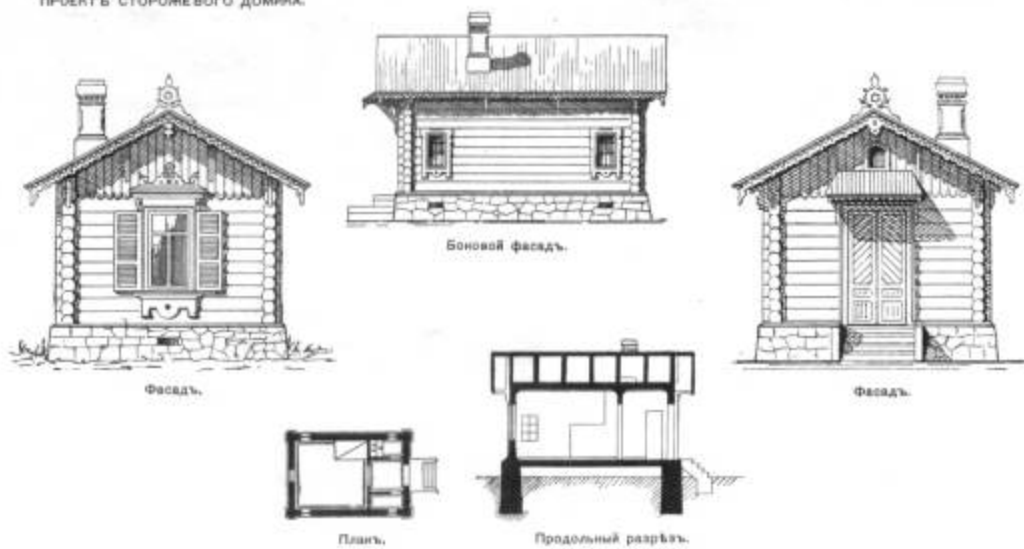 ПРОЕКТЪ СТОРОЖЕВОГО ДОМИКА.
Боковой фасадъ.
Фасадъ.
Фасадъ.
Планъ.
Продольный разрѣзъ.